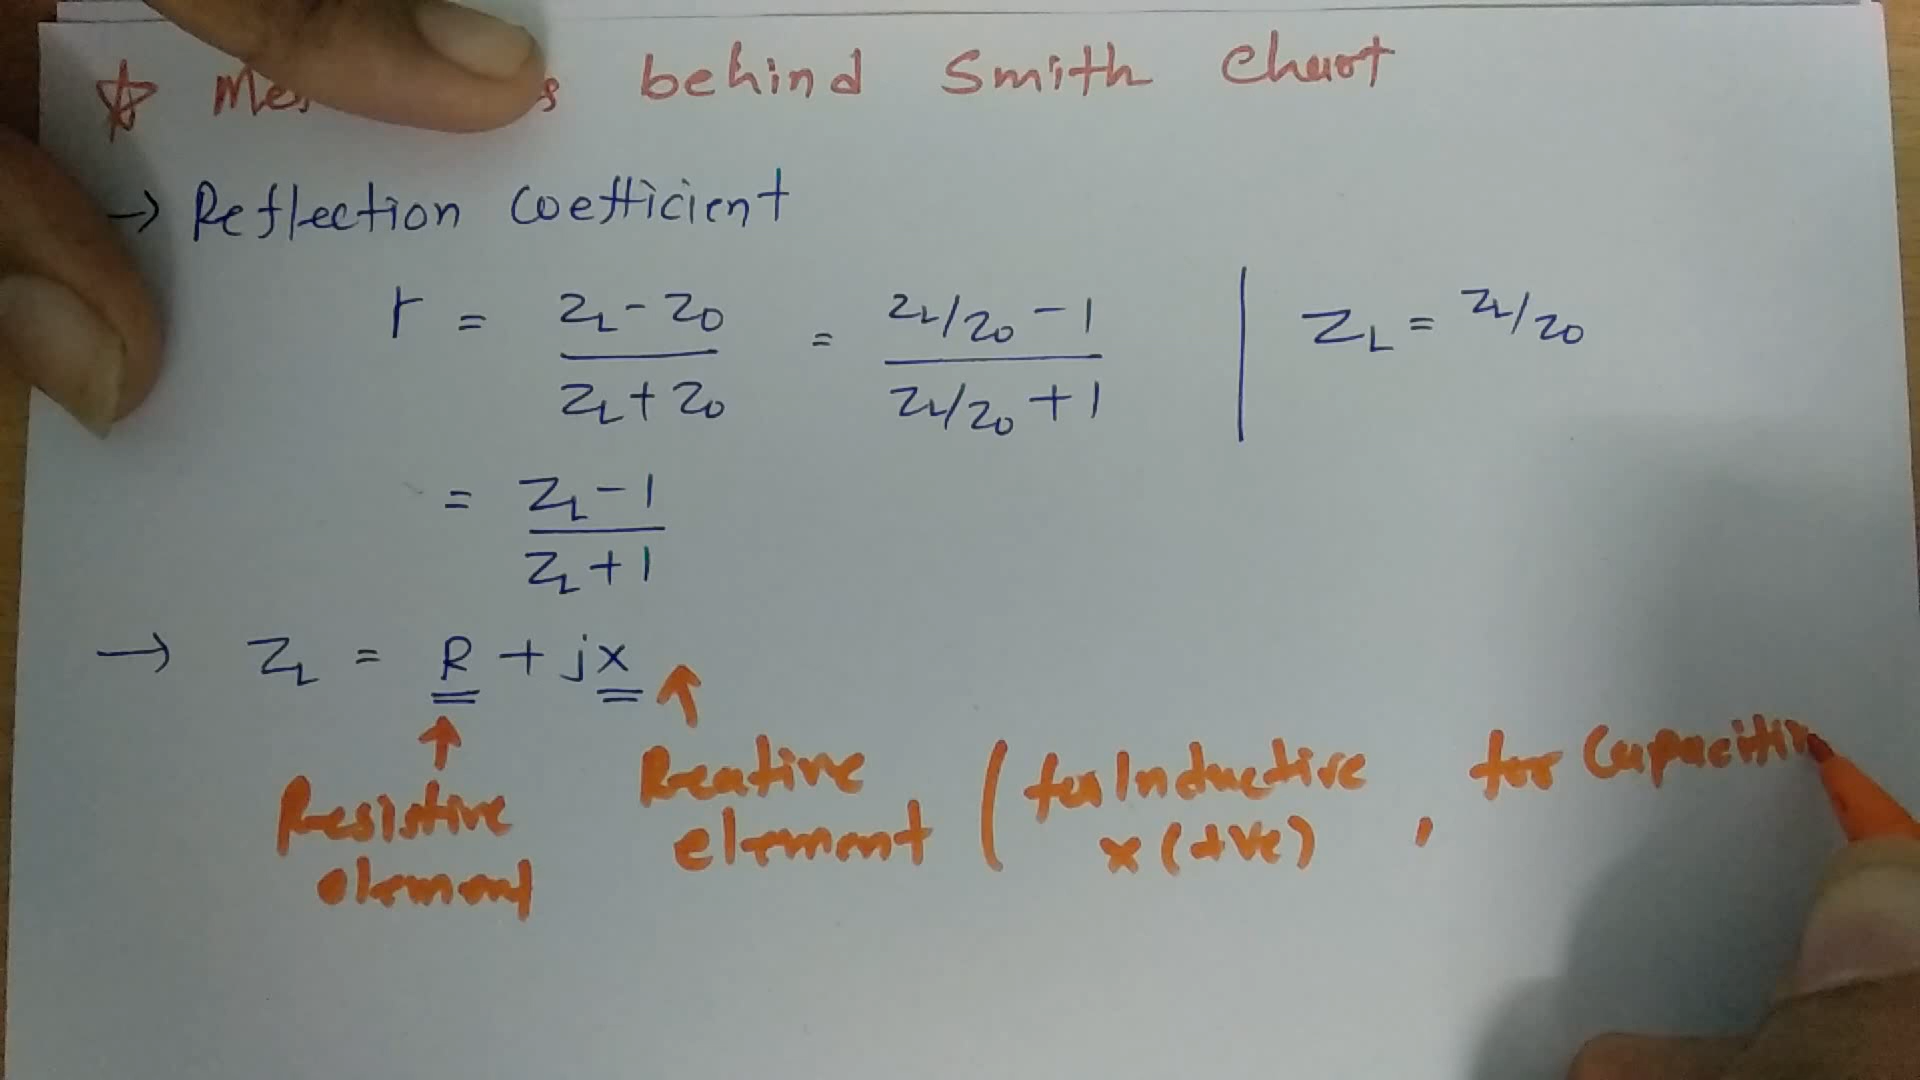 ☆ behind Smith Chart
→ Reflection Coefficient
Γ = (ZL - Z0) / (ZL + Z0) = (ZL/Z0 - 1) / (ZL/Z0 + 1) | ZL = ZL/Z0
= (ZL - 1) / (ZL + 1)
→ ZL = R + jx
↑ ↑
Resistive element
Reative element ( for Inductive x (+ve) , for Capaciti